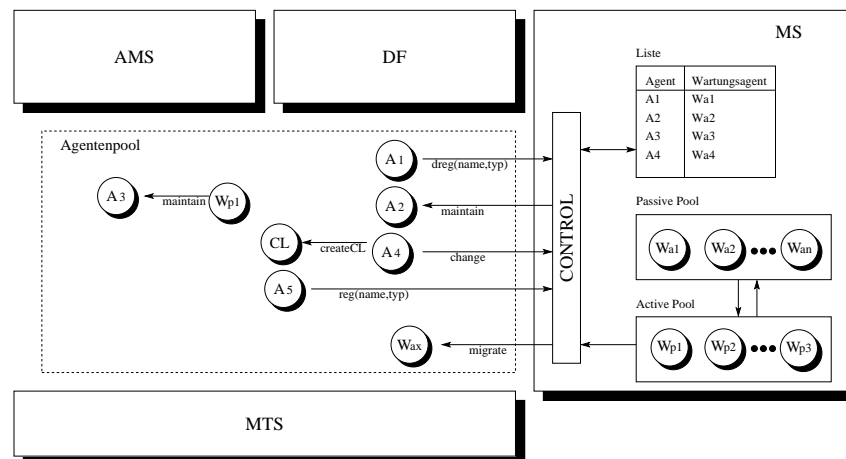 AMS
DF
MS
Liste
Agent Wartungsagent
A1 Wa1
A2 Wa2
A3 Wa3
A4 Wa4
Agentenpool
A1
dreg(name,typ)
A3
maintain
Wp1
A2
maintain
CL
createCL
A4
change
A5
reg(name,typ)
Wax
migrate
CONTROL
Passive Pool
Wa1 Wa2 Wan
Active Pool
Wp1 Wp2 Wp3
MTS